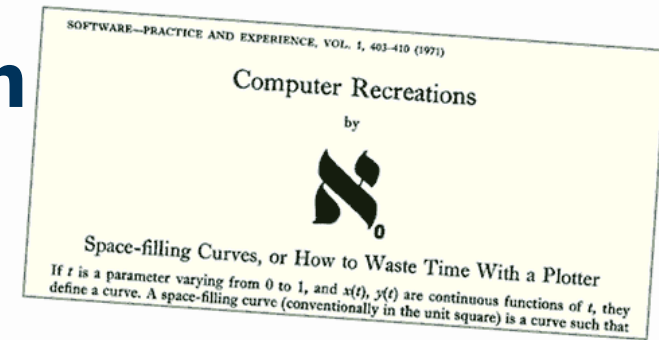 n
SOFTWARE—PRACTICE AND EXPERIENCE, VOL. 1, 403–410 (1971)
Computer Recreations
by
ℵ0
Space-filling Curves, or How to Waste Time With a Plotter
If t is a parameter varying from 0 to 1, and x(t), y(t) are continuous functions of t, they
define a curve. A space-filling curve (conventionally in the unit square) is a curve such that